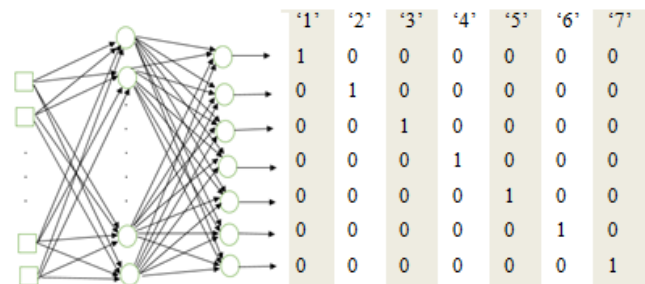 ‘1’ ‘2’ ‘3’ ‘4’ ‘5’ ‘6’ ‘7’
1 0 0 0 0 0 0
0 1 0 0 0 0 0
0 0 1 0 0 0 0
0 0 0 1 0 0 0
0 0 0 0 1 0 0
0 0 0 0 0 1 0
0 0 0 0 0 0 1